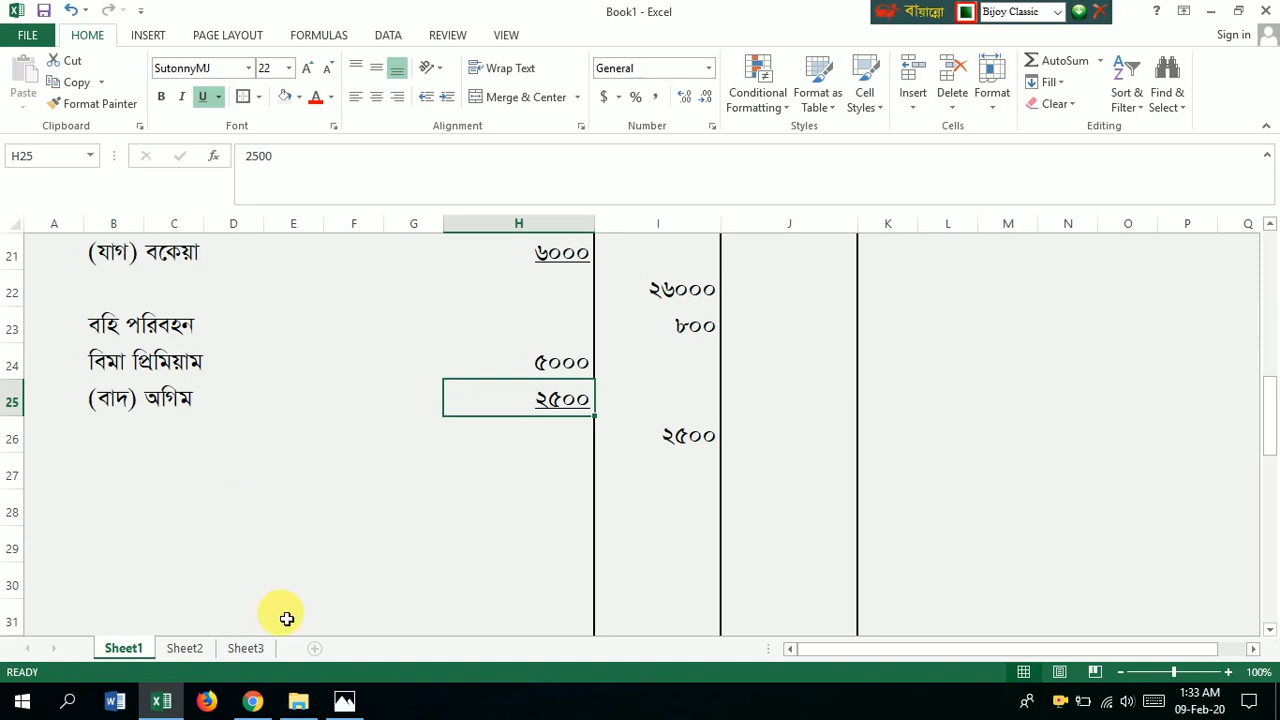 Book1 - Excel
বায়ান্নো
Bijoy Classic
?
FILE
HOME
INSERT
PAGE LAYOUT
FORMULAS
DATA
REVIEW
VIEW
Sign in
Paste
Cut
Copy
Format Painter
SutonnyMJ
22
A A
B I U
A
Wrap Text
Merge & Center
General
$ % ,
Conditional Formatting
Format as Table
Cell Styles
Insert
Delete
Format
AutoSum
Fill
Clear
Sort & Filter
Find & Select
Clipboard
Font
Alignment
Number
Styles
Cells
Editing
H25
fx
2500
A B C D E F G H I J K L M N O P Q
21 (যাগ) বকেয়া ৬০০০
22 ২৬০০০
23 বহি পরিবহন ৮০০
24 বিমা প্রিমিয়াম ৫০০০
25 (বাদ) অগিম ২৫০০
26 ২৫০০
27
28
29
30
31
Sheet1
Sheet2
Sheet3
READY
100%
1:33 AM
09-Feb-20